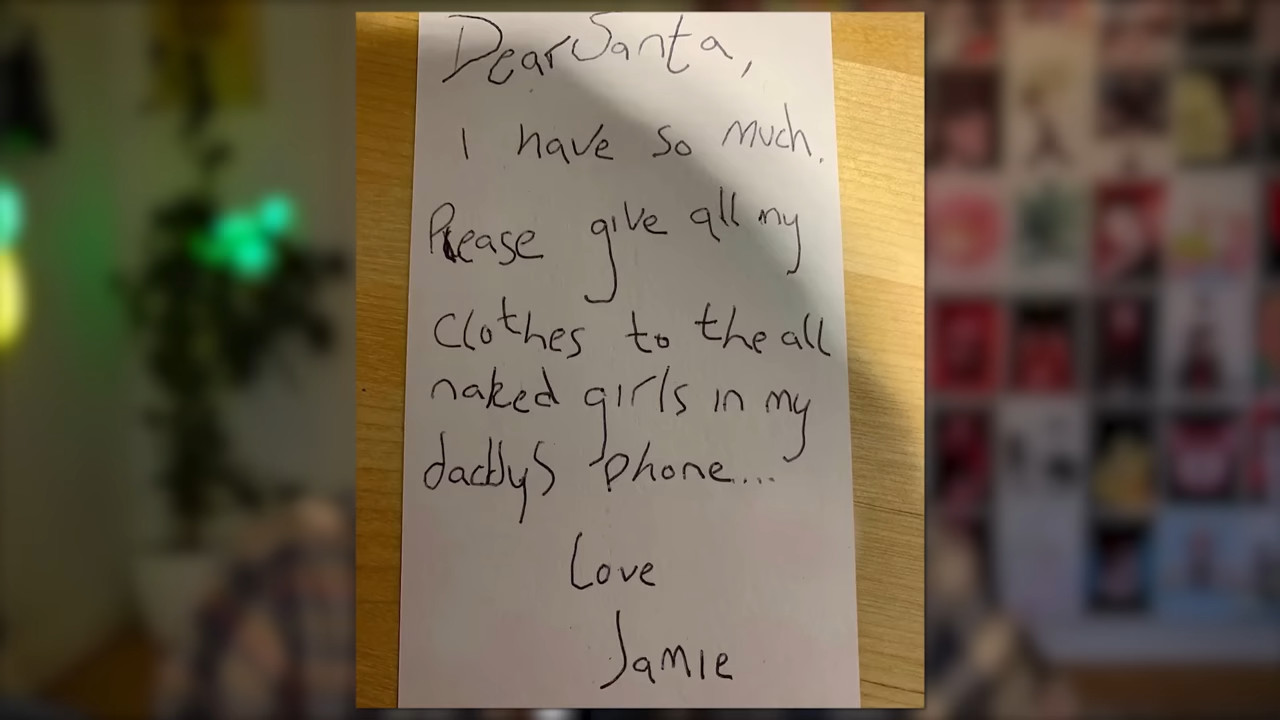 Dear Santa,
I have so much.
Please give all my
clothes to the all
naked girls in my
daddys phone....
Love
Jamie